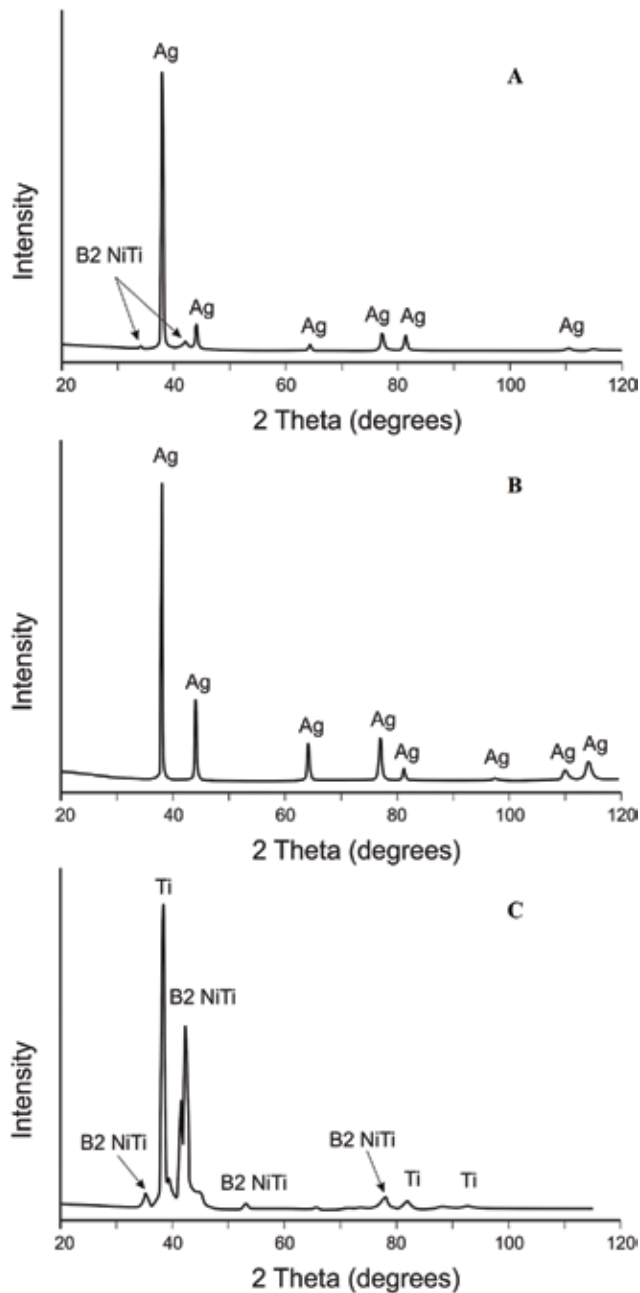 Ag
A
B2 NiTi
Ag
Ag
Ag
Ag
Ag
Intensity
20 40 60 80 100 120
2 Theta (degrees)
Ag
B
Ag
Ag
Ag
Ag
Ag
Ag
Ag
Intensity
20 40 60 80 100 120
2 Theta (degrees)
Ti
C
B2 NiTi
B2 NiTi
B2 NiTi
B2 NiTi
Ti
Ti
Intensity
20 40 60 80 100 120
2 Theta (degrees)